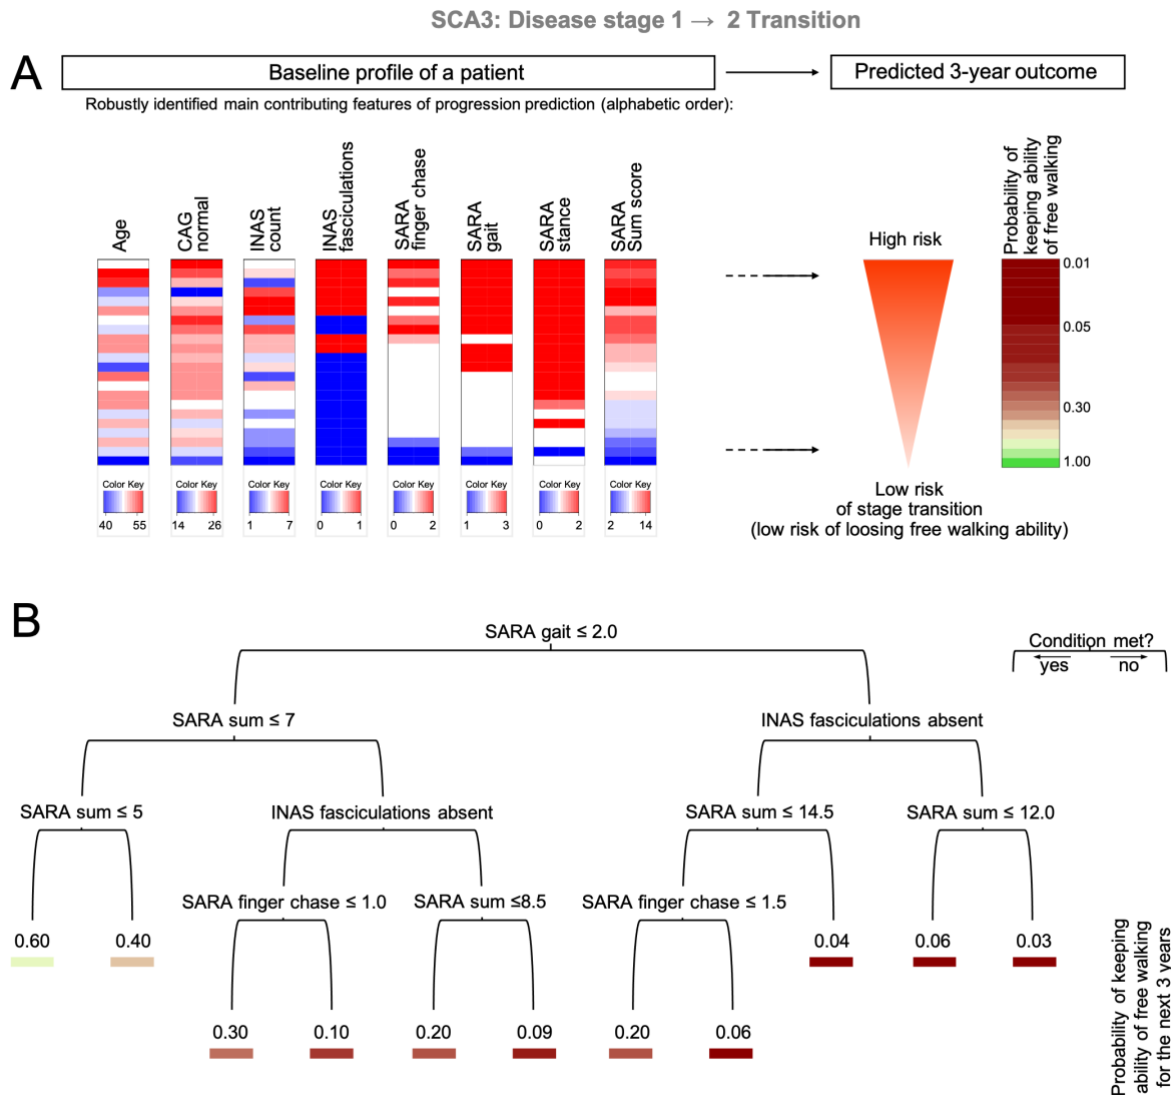 SCA3: Disease stage 1 → 2 Transition
A
Baseline profile of a patient
Predicted 3-year outcome
Robustly identified main contributing features of progression prediction (alphabetic order):
Age
CAG
normal
INAS
count
INAS
fasciculations
SARA
finger chase
SARA
gait
SARA
stance
SARA
Sum score
High risk
Probability of
keeping ability
of free walking
0.01
0.05
0.30
1.00
Color Key
40 55
Color Key
14 26
Color Key
1 7
Color Key
0 1
Color Key
0 2
Color Key
1 3
Color Key
0 2
Color Key
2 14
Low risk
of stage transition
(low risk of loosing free walking ability)
B
SARA gait ≤ 2.0
Condition met?
yes no
SARA sum ≤ 7
INAS fasciculations absent
SARA sum ≤ 5
INAS fasciculations absent
SARA sum ≤ 14.5
SARA sum ≤ 12.0
SARA finger chase ≤ 1.0
SARA sum ≤8.5
SARA finger chase ≤ 1.5
0.60
0.40
0.04
0.06
0.03
0.30
0.10
0.20
0.09
0.20
0.06
Probability of keeping
ability of free walking
for the next 3 years